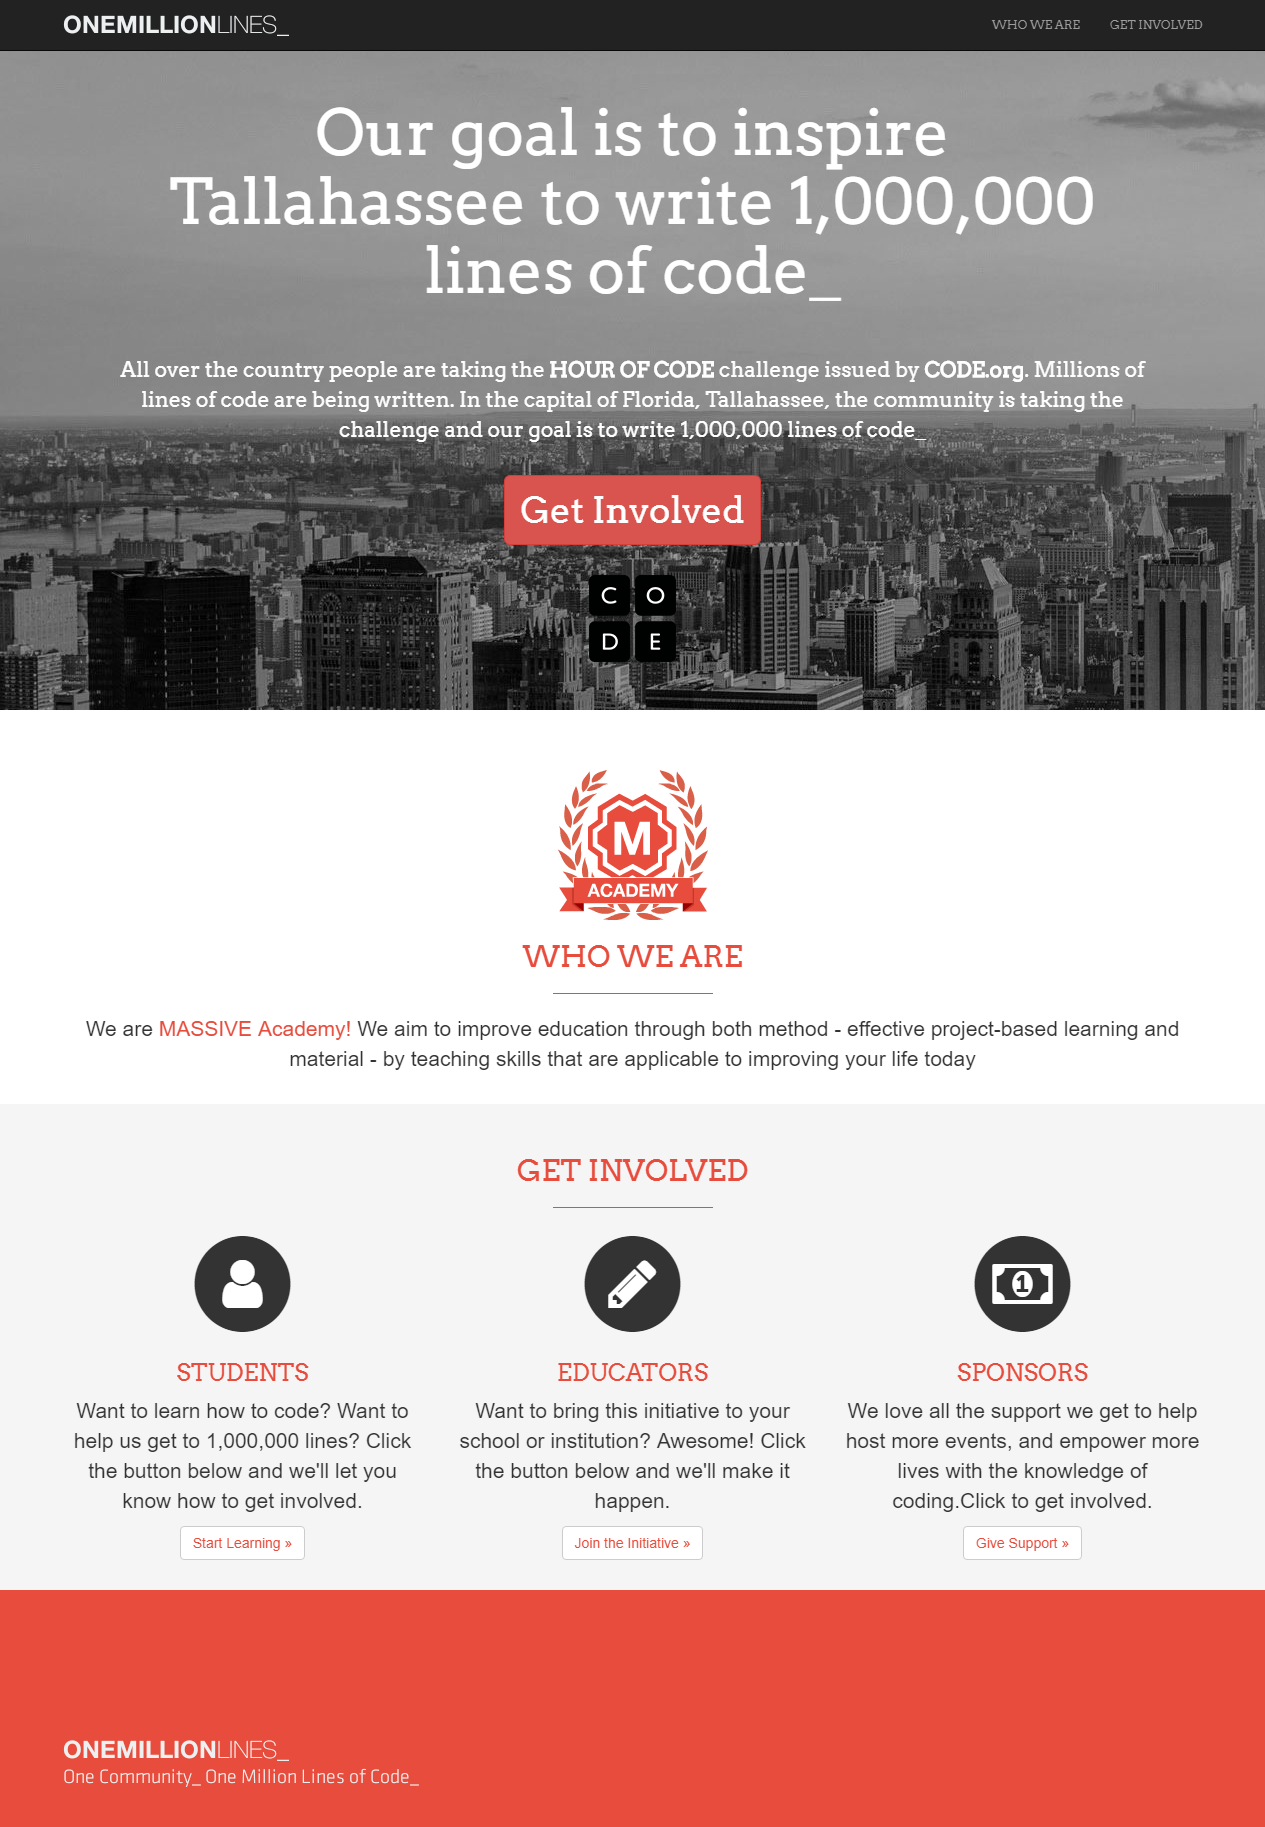 ONEMILLIONLINES_
WHO WE ARE
GET INVOLVED
Our goal is to inspire
Tallahassee to write 1,000,000
lines of code_
All over the country people are taking the HOUR OF CODE challenge issued by CODE.org. Millions of
lines of code are being written. In the capital of Florida, Tallahassee, the community is taking the
challenge and our goal is to write 1,000,000 lines of code_
Get Involved
C O
D E
M
ACADEMY
WHO WE ARE
We are MASSIVE Academy! We aim to improve education through both method - effective project-based learning and
material - by teaching skills that are applicable to improving your life today
GET INVOLVED
1
STUDENTS
Want to learn how to code? Want to
help us get to 1,000,000 lines? Click
the button below and we'll let you
know how to get involved.
Start Learning »
EDUCATORS
Want to bring this initiative to your
school or institution? Awesome! Click
the button below and we'll make it
happen.
Join the Initiative »
SPONSORS
We love all the support we get to help
host more events, and empower more
lives with the knowledge of
coding.Click to get involved.
Give Support »
ONEMILLIONLINES_
One Community_ One Million Lines of Code_